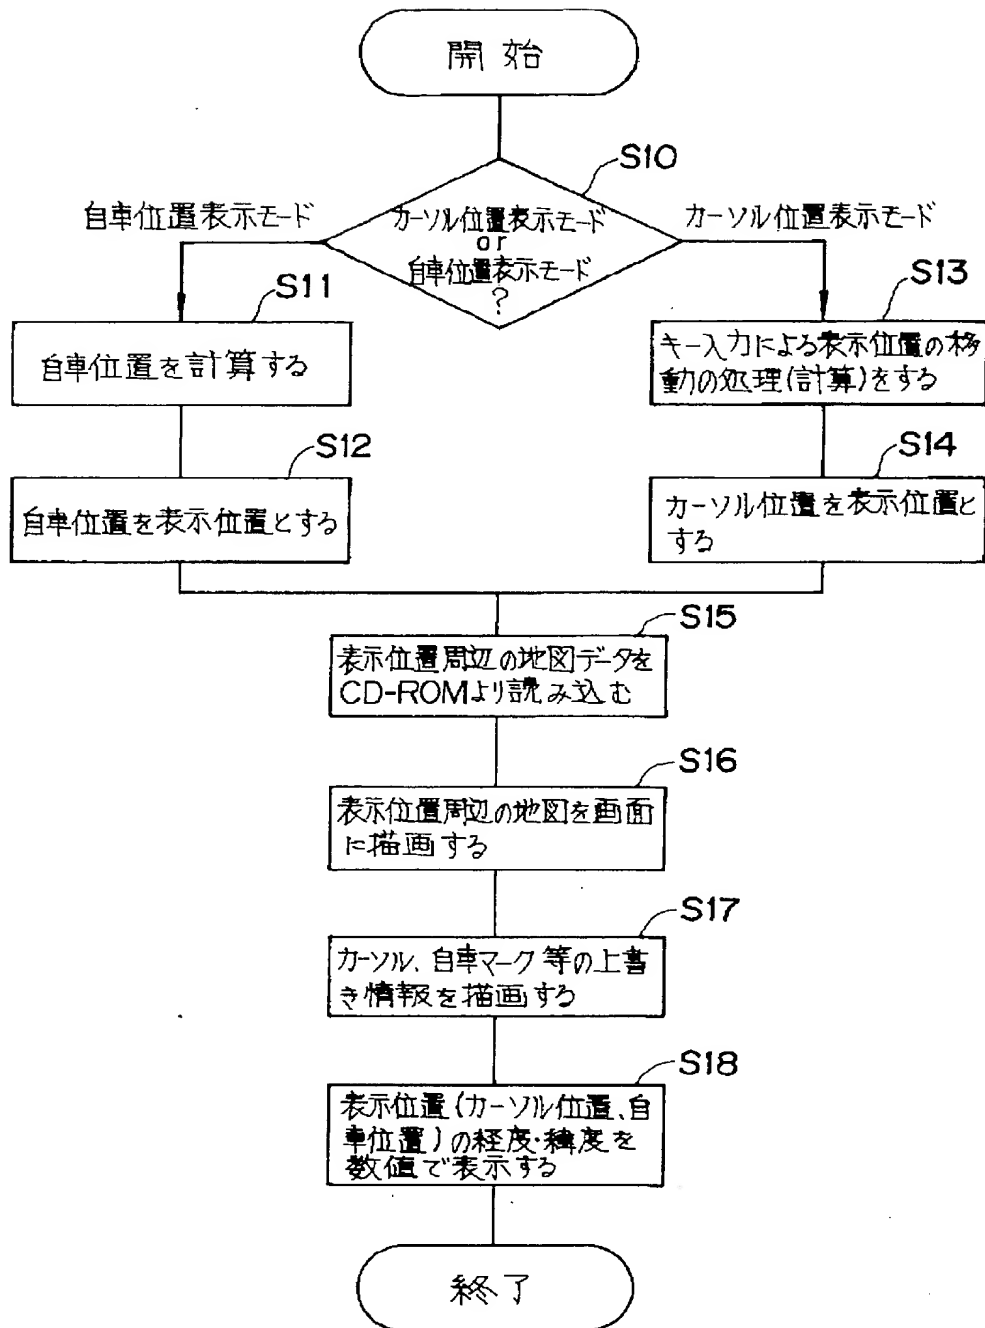 開始
S10
自車位置表示モード
カーソル位置表示モード
or
自車位置表示モード
?
カーソル位置表示モード
S11
自車位置を計算する
S13
キー入力による表示位置の移
動の処理(計算)をする
S12
自車位置を表示位置とする
S14
カーソル位置を表示位置と
する
S15
表示位置周辺の地図データを
CD-ROMより読み込む
S16
表示位置周辺の地図を画面
に描画する
S17
カーソル、自車マーク等の上書
き情報を描画する
S18
表示位置(カーソル位置、自
車位置)の経度・緯度を
数値で表示する
終了